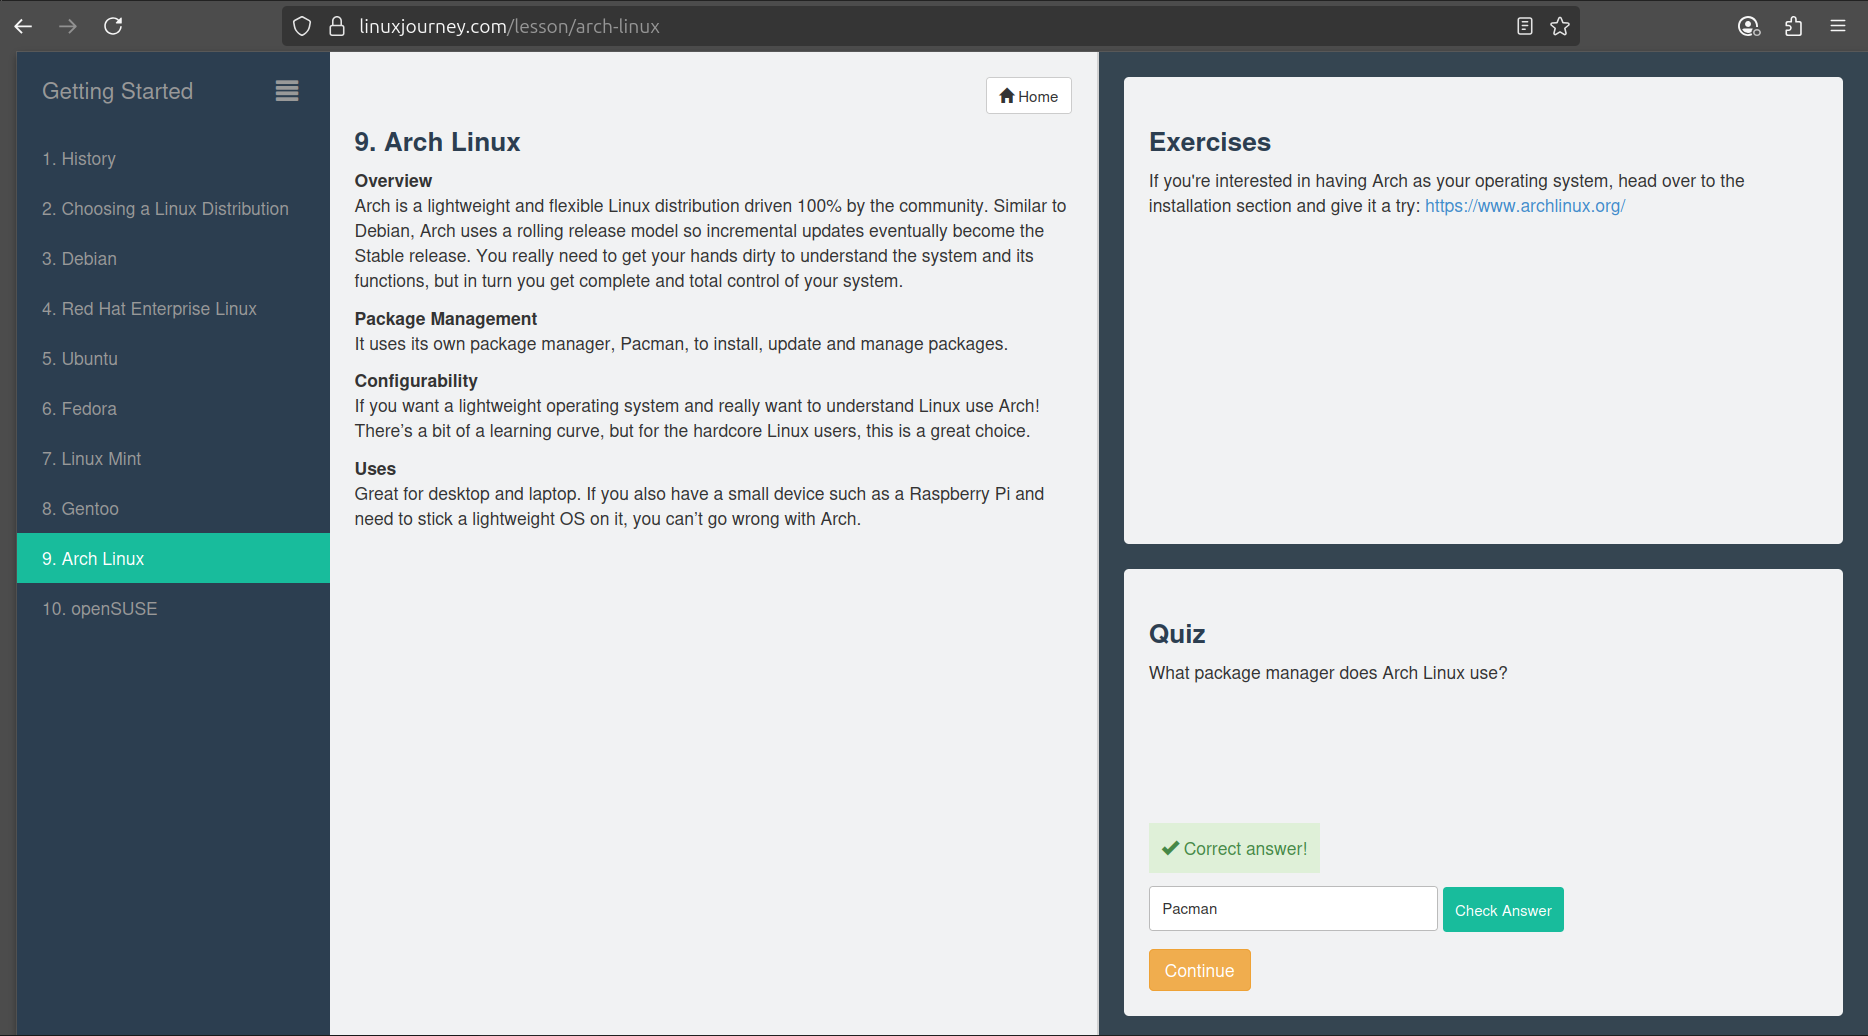 linuxjourney.com/lesson/arch-linux
Getting Started
1. History
2. Choosing a Linux Distribution
3. Debian
4. Red Hat Enterprise Linux
5. Ubuntu
6. Fedora
7. Linux Mint
8. Gentoo
9. Arch Linux
10. openSUSE
Home
9. Arch Linux
Overview
Arch is a lightweight and flexible Linux distribution driven 100% by the community. Similar to
Debian, Arch uses a rolling release model so incremental updates eventually become the
Stable release. You really need to get your hands dirty to understand the system and its
functions, but in turn you get complete and total control of your system.
Package Management
It uses its own package manager, Pacman, to install, update and manage packages.
Configurability
If you want a lightweight operating system and really want to understand Linux use Arch!
There’s a bit of a learning curve, but for the hardcore Linux users, this is a great choice.
Uses
Great for desktop and laptop. If you also have a small device such as a Raspberry Pi and
need to stick a lightweight OS on it, you can’t go wrong with Arch.
Exercises
If you're interested in having Arch as your operating system, head over to the
installation section and give it a try: https://www.archlinux.org/
Quiz
What package manager does Arch Linux use?
Correct answer!
Pacman
Check Answer
Continue